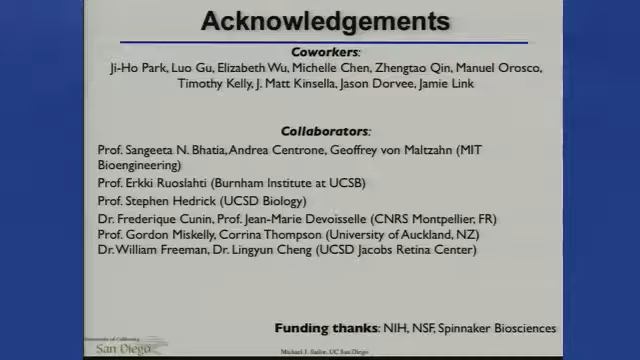 Acknowledgements
Coworkers:
Ji-Ho Park, Luo Gu, Elizabeth Wu, Michelle Chen, Zhengtao Qin, Manuel Orosco,
Timothy Kelly, J. Matt Kinsella, Jason Dorvee, Jamie Link
Collaborators:
Prof. Sangeeta N. Bhatia, Andrea Centrone, Geoffrey von Maltzahn (MIT
Bioengineering)
Prof. Erkki Ruoslahti (Burnham Institute at UCSB)
Prof. Stephen Hedrick (UCSD Biology)
Dr. Frederique Cunin, Prof. Jean-Marie Devoisselle (CNRS Montpellier, FR)
Prof. Gordon Miskelly, Corrina Thompson (University of Auckland, NZ)
Dr. William Freeman, Dr. Lingyun Cheng (UCSD Jacobs Retina Center)
Funding thanks: NIH, NSF, Spinnaker Biosciences
University of California
San Diego
Michael J. Sailor, UC San Diego